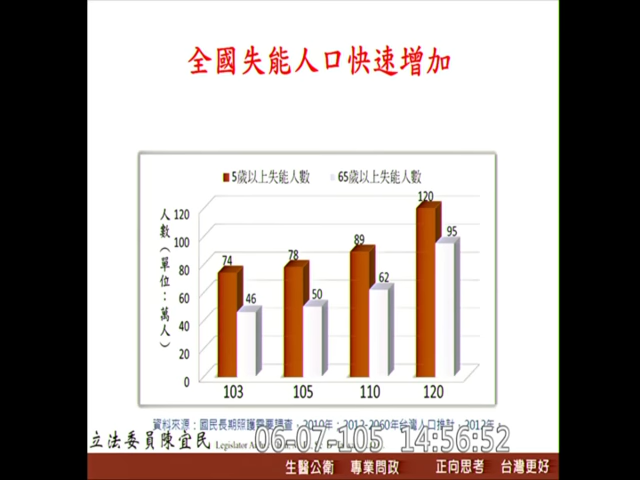 全國失能人口快速增加
5歲以上失能人數 65歲以上失能人數
人數（單位：萬人）
120
100
80
60
40
20
0
74 46 78 50 89 62 120 95
103 105 110 120
資料來源：國民長期照護需要調查，2010年；2012-2060年台灣人口推計，2012年
立法委員陳宜民 Legislator
06-07-105 14:56:52
生醫公衛 專業問政 正向思考 台灣更好